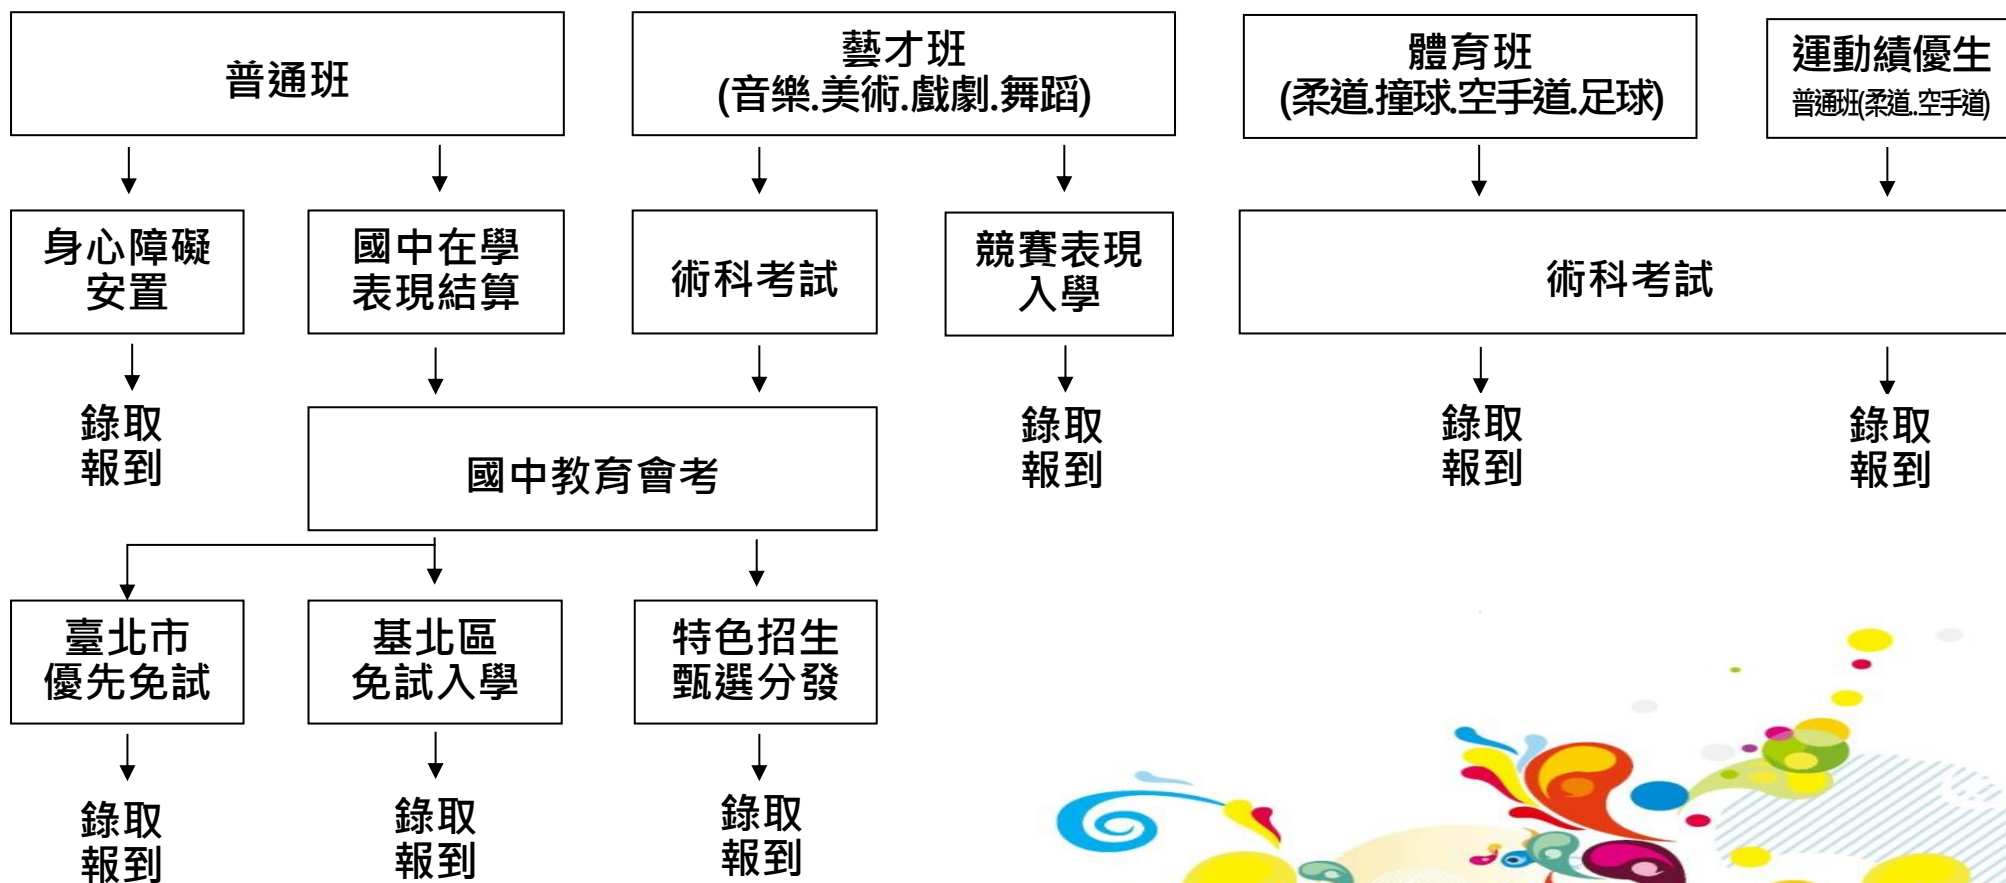 普通班
藝才班
(音樂.美術.戲劇.舞蹈)
體育班
(柔道.撞球.空手道.足球)
運動績優生
普通班(柔道..空手道)
身心障礙
安置
國中在學
表現結算
術科考試
競賽表現
入學
術科考試
錄取
報到
國中教育會考
錄取
報到
錄取
報到
錄取
報到
臺北市
優先免試
基北區
免試入學
特色招生
甄選分發
錄取
報到
錄取
報到
錄取
報到